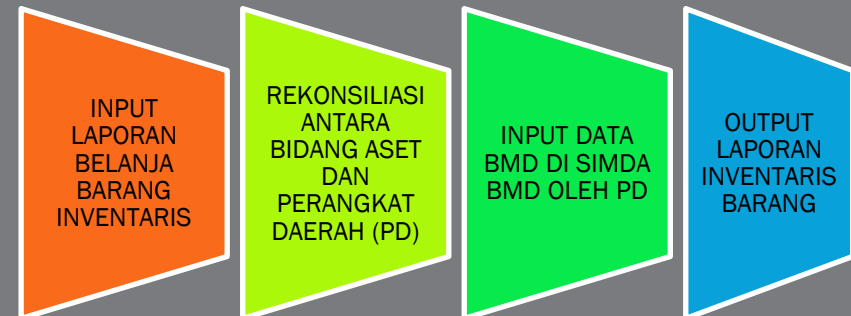 INPUT
LAPORAN
BELANJA
BARANG
INVENTARIS
REKONSILIASI
ANTARA
BIDANG ASET
DAN
PERANGKAT
DAERAH (PD)
INPUT DATA
BMD DI SIMDA
BMD OLEH PD
OUTPUT
LAPORAN
INVENTARIS
BARANG